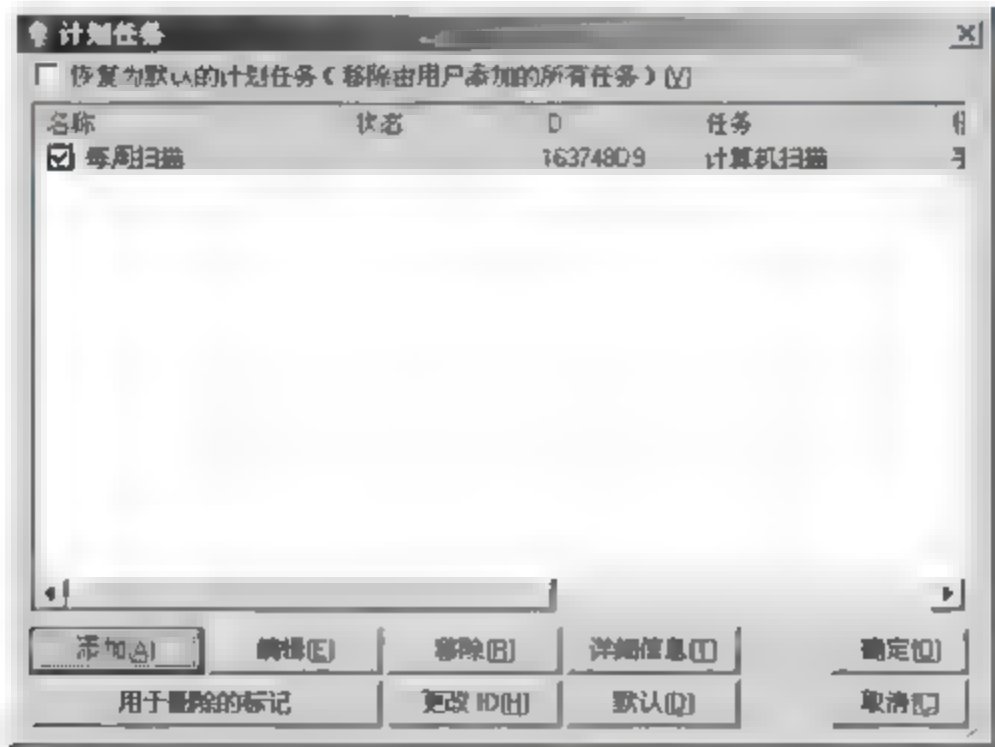 计划任务
恢复为默认的计划任务(移除由用户添加的所有任务)(V)
名称 状态 ID 任务
每周扫描 163748D9 计算机扫描 手
添加(A) 编辑(E) 移除(R) 详细信息(T) 确定(O)
用于删除的标记 更改 ID(H) 默认(D) 取消(C)